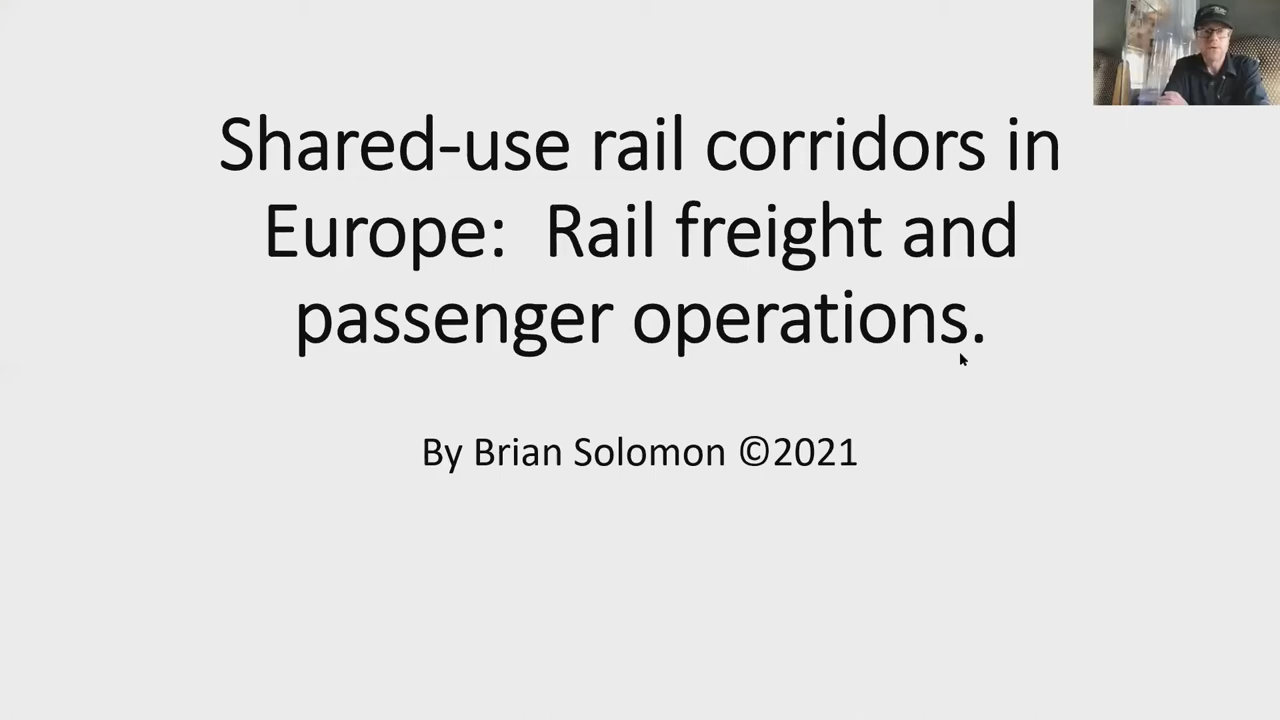 Shared-use rail corridors in
Europe:  Rail freight and
passenger operations.
By Brian Solomon ©2021